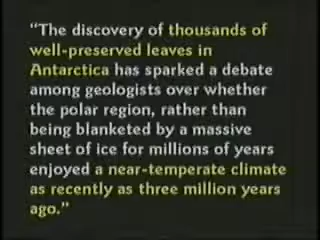 “The discovery of thousands of
well-preserved leaves in
Antarctica has sparked a debate
among geologists over whether
the polar region, rather than
being blanketed by a massive
sheet of ice for millions of years
enjoyed a near-temperate climate
as recently as three million years
ago.”